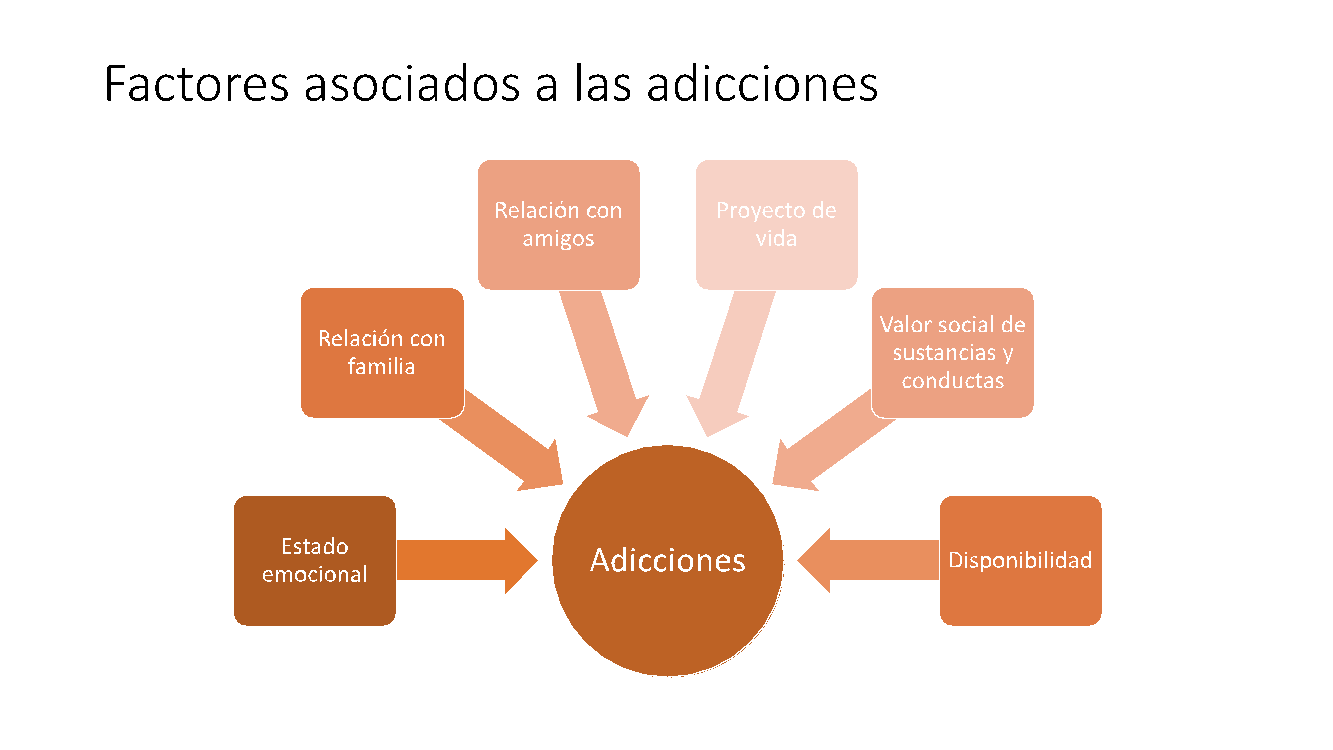 Factores asociados a las adicciones
Relación con
amigos
Proyecto de
vida
Relación con
familia
Valor social de
sustancias y
conductas
Estado
emocional
Adicciones
Disponibilidad